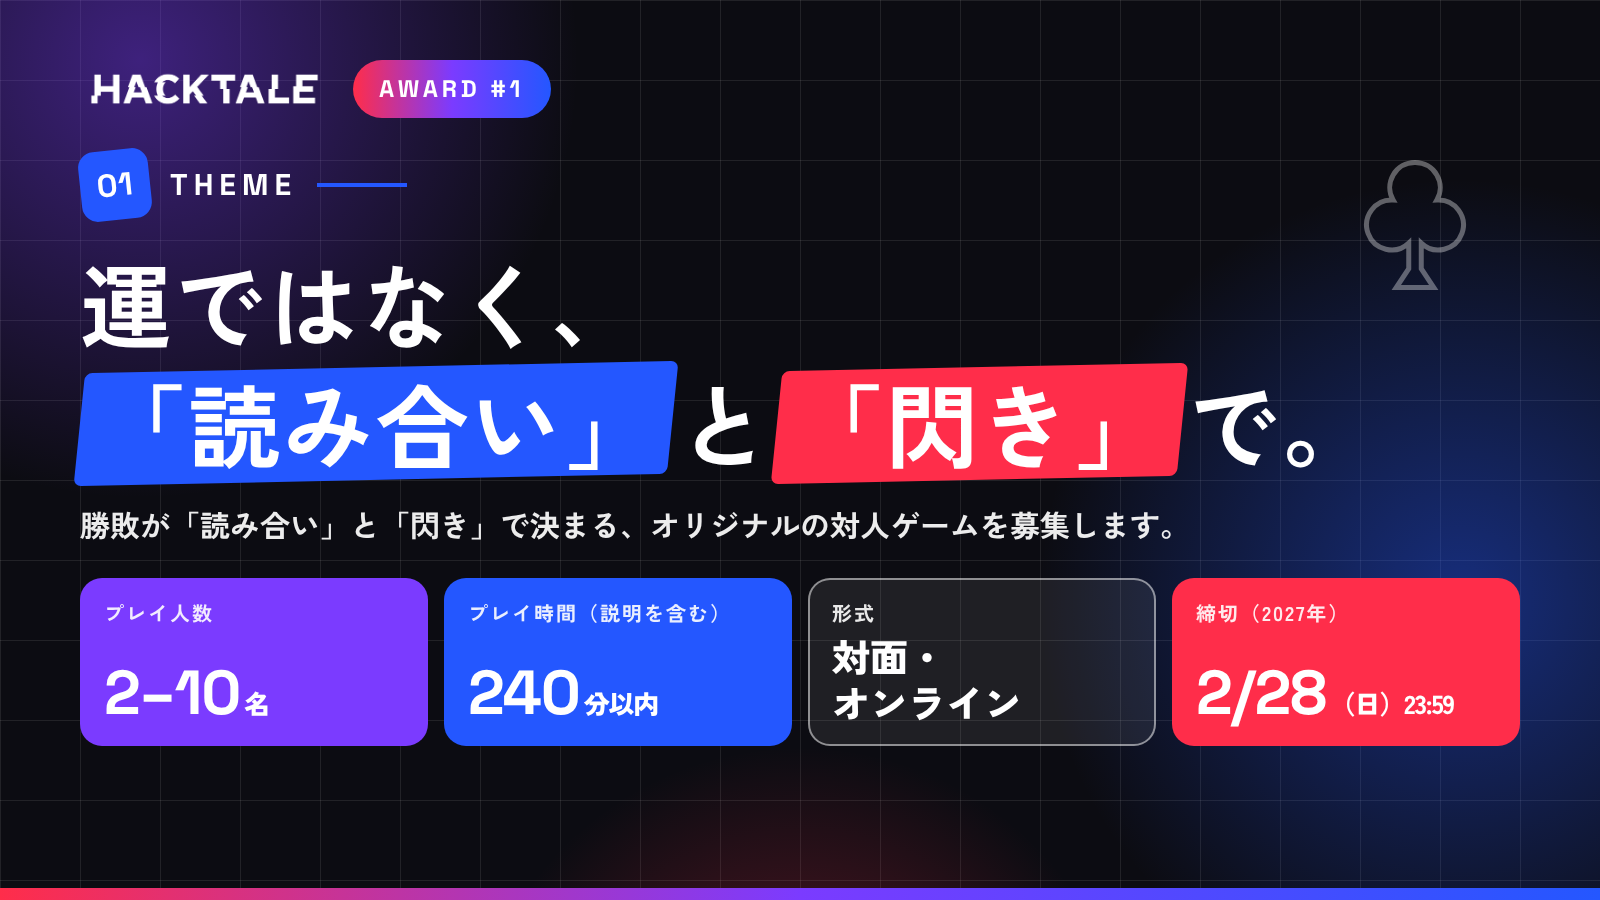 HACKTALE
AWARD #1
01
THEME
運ではなく、
「読み合い」と「閃き」で。
勝敗が「読み合い」と「閃き」で決まる、オリジナルの対人ゲームを募集します。
プレイ人数
2–10名
プレイ時間（説明を含む）
240分以内
形式
対面・
オンライン
締切（2027年）
2/28（日）23:59